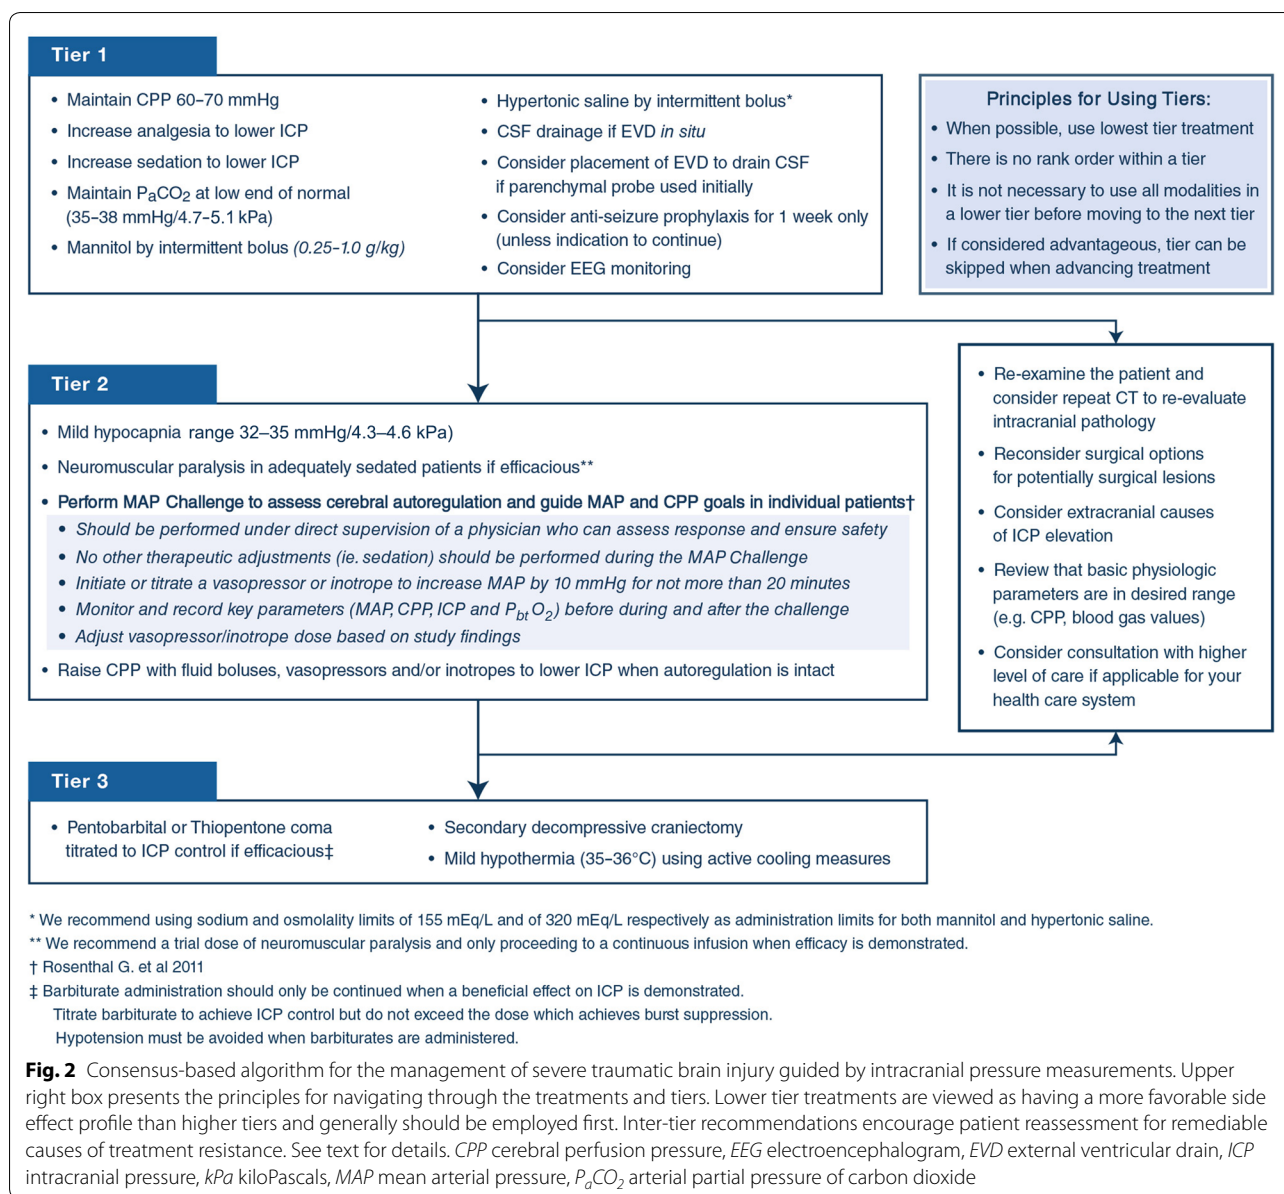 Tier 1
• Maintain CPP 60–70 mmHg
• Increase analgesia to lower ICP
• Increase sedation to lower ICP
• Maintain PaCO2 at low end of normal
(35–38 mmHg/4.7–5.1 kPa)
• Mannitol by intermittent bolus (0.25–1.0 g/kg)
• Hypertonic saline by intermittent bolus*
• CSF drainage if EVD in situ
• Consider placement of EVD to drain CSF
if parenchymal probe used initially
• Consider anti-seizure prophylaxis for 1 week only
(unless indication to continue)
• Consider EEG monitoring
Principles for Using Tiers:
• When possible, use lowest tier treatment
• There is no rank order within a tier
• It is not necessary to use all modalities in
a lower tier before moving to the next tier
• If considered advantageous, tier can be
skipped when advancing treatment
Tier 2
• Mild hypocapnia range 32–35 mmHg/4.3–4.6 kPa)
• Neuromuscular paralysis in adequately sedated patients if efficacious**
• Perform MAP Challenge to assess cerebral autoregulation and guide MAP and CPP goals in individual patients†
• Should be performed under direct supervision of a physician who can assess response and ensure safety
• No other therapeutic adjustments (ie. sedation) should be performed during the MAP Challenge
• Initiate or titrate a vasopressor or inotrope to increase MAP by 10 mmHg for not more than 20 minutes
• Monitor and record key parameters (MAP, CPP, ICP and PbtO2) before during and after the challenge
• Adjust vasopressor/inotrope dose based on study findings
• Raise CPP with fluid boluses, vasopressors and/or inotropes to lower ICP when autoregulation is intact
• Re-examine the patient and
consider repeat CT to re-evaluate
intracranial pathology
• Reconsider surgical options
for potentially surgical lesions
• Consider extracranial causes
of ICP elevation
• Review that basic physiologic
parameters are in desired range
(e.g. CPP, blood gas values)
• Consider consultation with higher
level of care if applicable for your
health care system
Tier 3
• Pentobarbital or Thiopentone coma
titrated to ICP control if efficacious‡
• Secondary decompressive craniectomy
• Mild hypothermia (35–36°C) using active cooling measures
* We recommend using sodium and osmolality limits of 155 mEq/L and of 320 mEq/L respectively as administration limits for both mannitol and hypertonic saline.
** We recommend a trial dose of neuromuscular paralysis and only proceeding to a continuous infusion when efficacy is demonstrated.
† Rosenthal G. et al 2011
‡ Barbiturate administration should only be continued when a beneficial effect on ICP is demonstrated.
Titrate barbiturate to achieve ICP control but do not exceed the dose which achieves burst suppression.
Hypotension must be avoided when barbiturates are administered.
Fig. 2 Consensus-based algorithm for the management of severe traumatic brain injury guided by intracranial pressure measurements. Upper
right box presents the principles for navigating through the treatments and tiers. Lower tier treatments are viewed as having a more favorable side
effect profile than higher tiers and generally should be employed first. Inter-tier recommendations encourage patient reassessment for remediable
causes of treatment resistance. See text for details. CPP cerebral perfusion pressure, EEG electroencephalogram, EVD external ventricular drain, ICP
intracranial pressure, kPa kiloPascals, MAP mean arterial pressure, PaCO2 arterial partial pressure of carbon dioxide